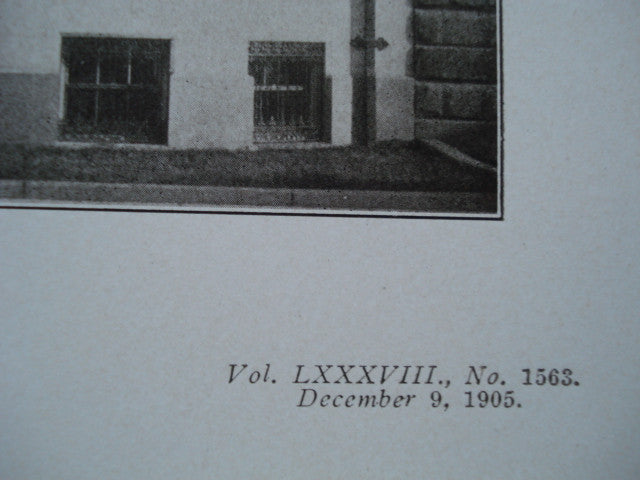 Vol. LXXXVIII., No. 1563.
December 9, 1905.